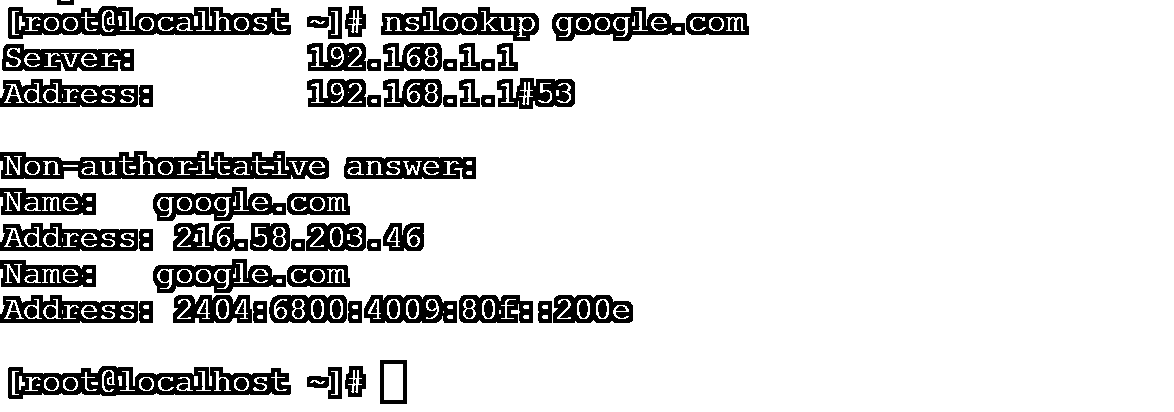 [root@localhost ~]# nslookup google.com
Server:         192.168.1.1
Address:        192.168.1.1#53

Non-authoritative answer:
Name:   google.com
Address: 216.58.203.46
Name:   google.com
Address: 2404:6800:4009:80f::200e

[root@localhost ~]#